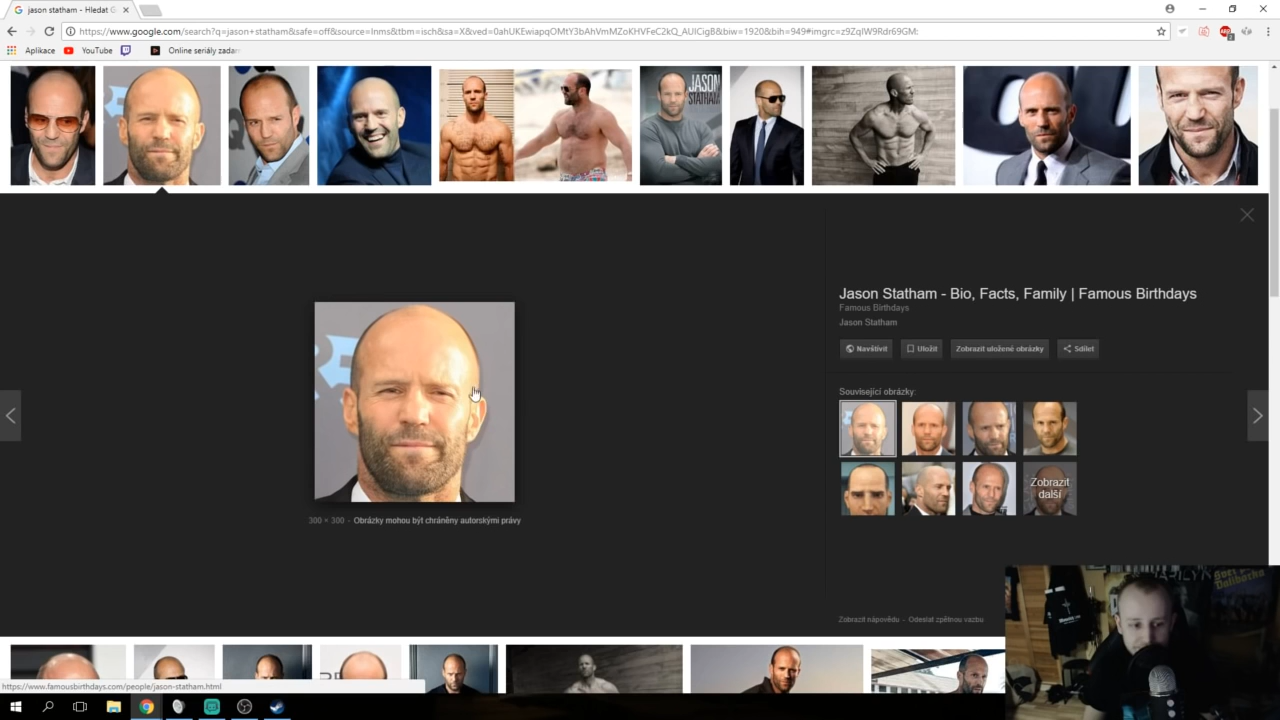 jason statham - Hledat G
https://www.google.com/search?q=jason+statham&safe=off&source=lnms&tbm=isch&sa=X&ved=0ahUKEwiapqOMtY3bAhVmMZoKHVFeC2kQ_AUICigB&biw=1920&bih=949#imgrc=z9ZqIW9Rdr69GM:
Aplikace
YouTube
Online seriály zadar
JASON
STATHAM
Jason Statham - Bio, Facts, Family | Famous Birthdays
Famous Birthdays
Jason Statham
Navštívit
Uložit
Zobrazit uložené obrázky
Sdílet
Související obrázky:
Zobrazit
další
300 × 300 - Obrázky mohou být chráněny autorskými právy
Zobrazit nápovědu - Odeslat zpětnou vazbu
https://www.famousbirthdays.com/people/jason-statham.html